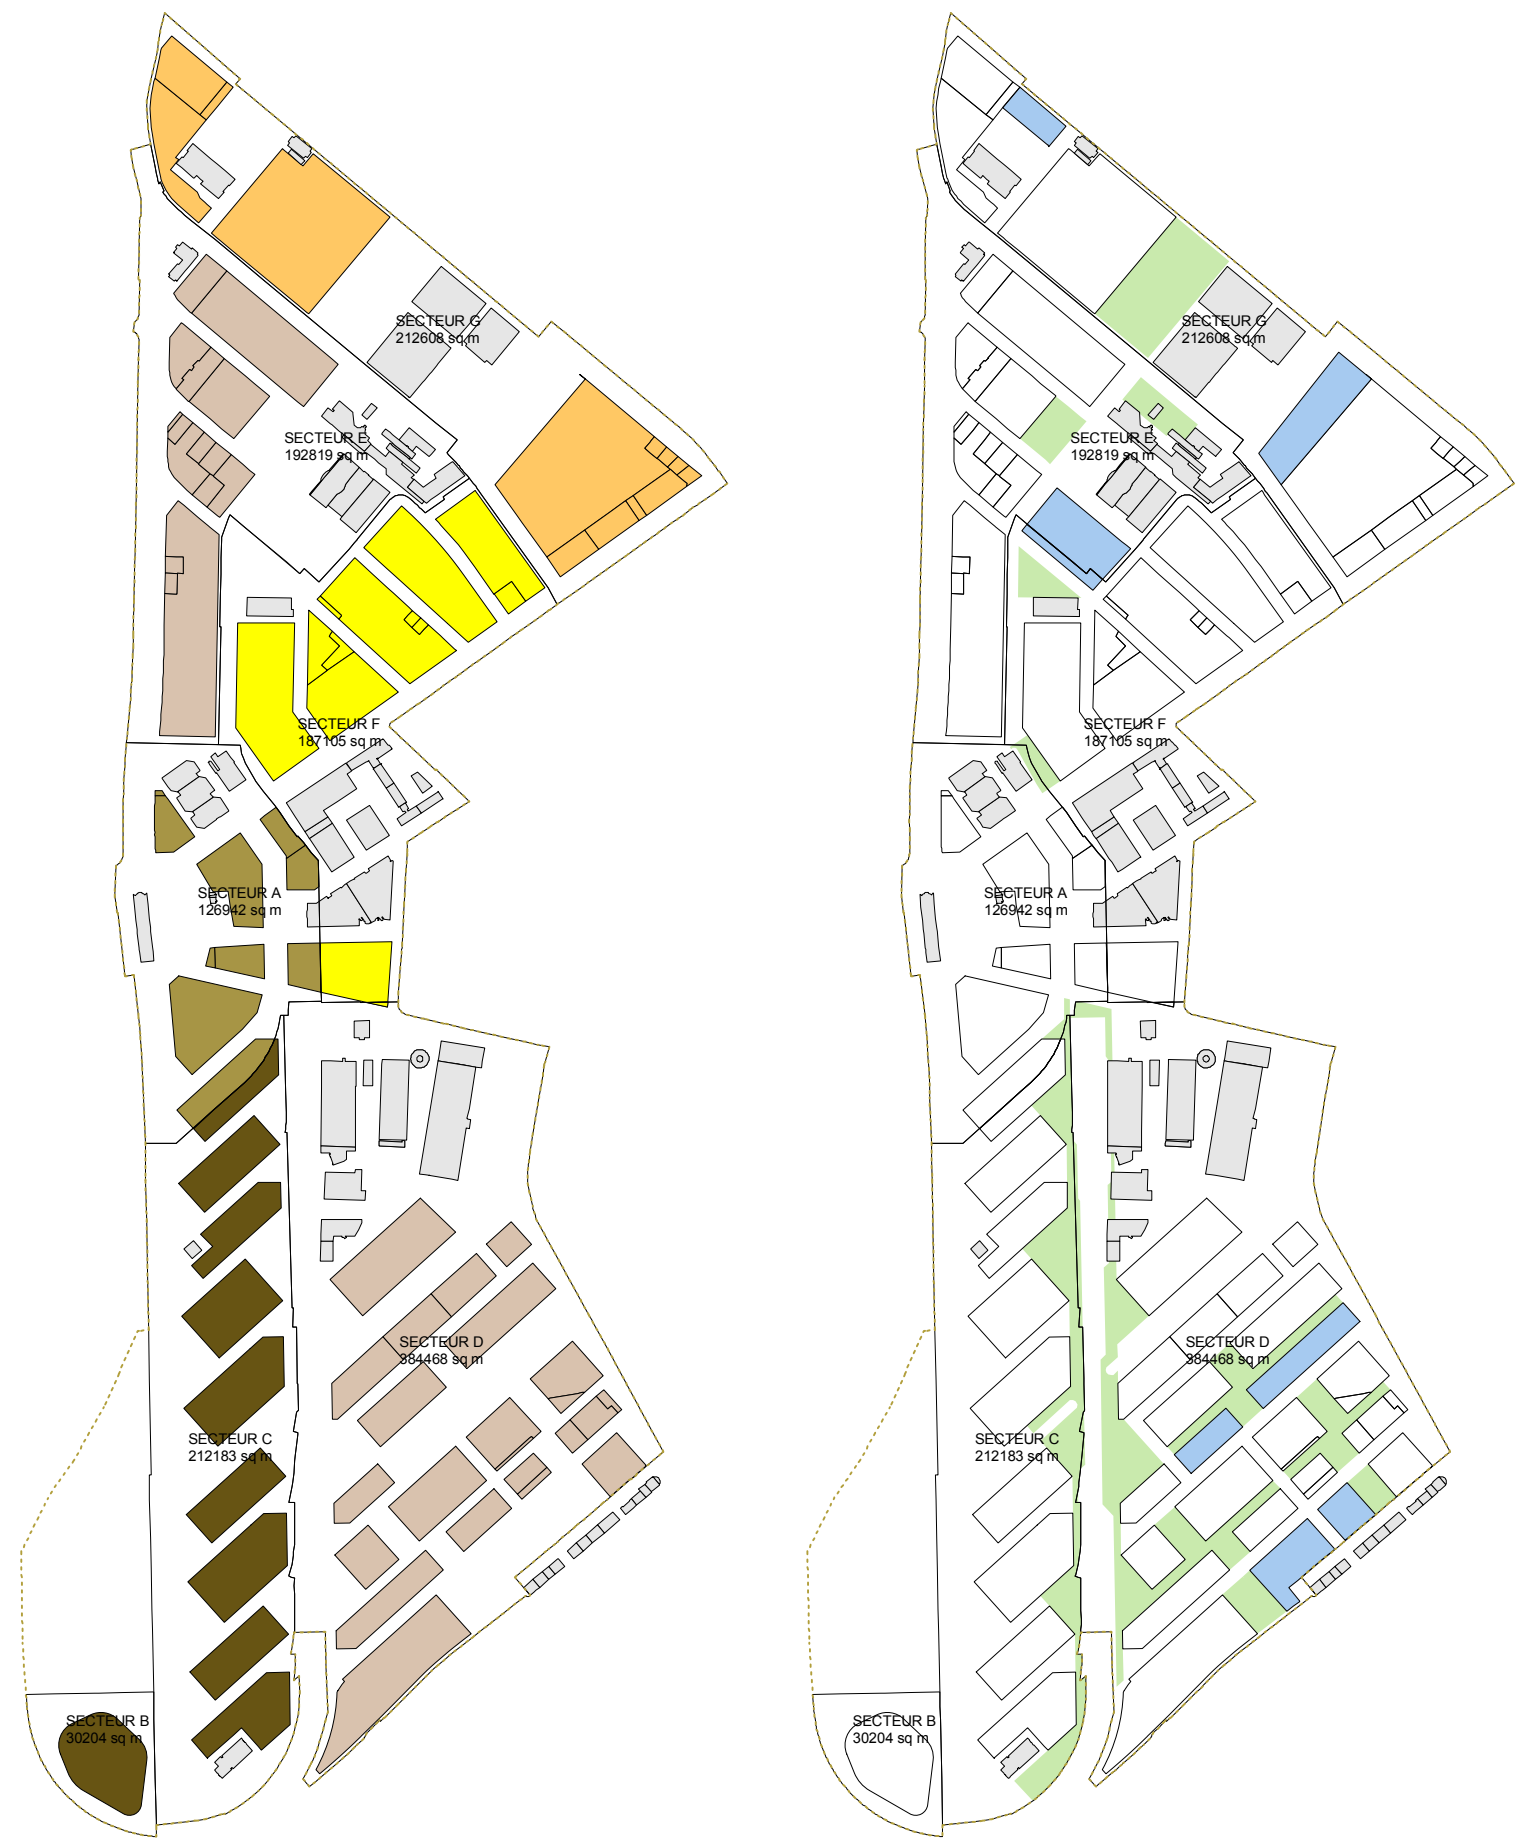 SECTEUR G
212608 sq m
SECTEUR E
192819 sq m
SECTEUR F
187105 sq m
SECTEUR A
126942 sq m
SECTEUR D
384468 sq m
SECTEUR C
212183 sq m
SECTEUR B
30204 sq m
SECTEUR G
212608 sq m
SECTEUR E
192819 sq m
SECTEUR F
187105 sq m
SECTEUR A
126942 sq m
SECTEUR D
384468 sq m
SECTEUR C
212183 sq m
SECTEUR B
30204 sq m